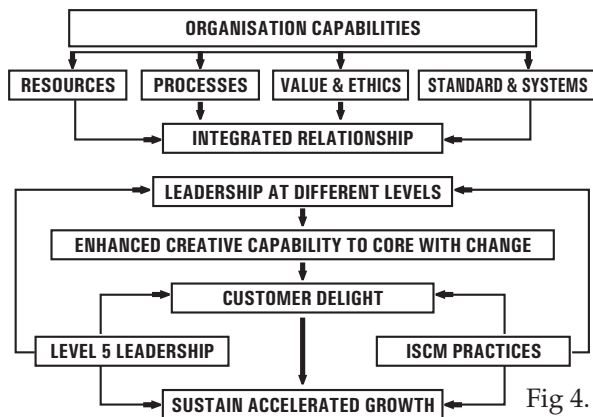 ORGANISATION CAPABILITIES
RESOURCES
PROCESSES
VALUE & ETHICS
STANDARD & SYSTEMS
INTEGRATED RELATIONSHIP
LEADERSHIP AT DIFFERENT LEVELS
ENHANCED CREATIVE CAPABILITY TO CORE WITH CHANGE
CUSTOMER DELIGHT
LEVEL 5 LEADERSHIP
ISCM PRACTICES
SUSTAIN ACCELERATED GROWTH
Fig 4.